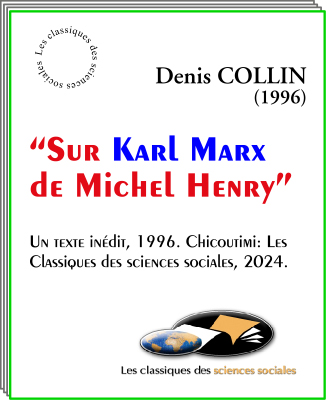 Les classiques des sciences sociales
Denis COLLIN
(1996)
“Sur Karl Marx
de Michel Henry”
Un texte inédit, 1996. Chicoutimi: Les
Classiques des sciences sociales, 2024.
Les classiques des sciences sociales